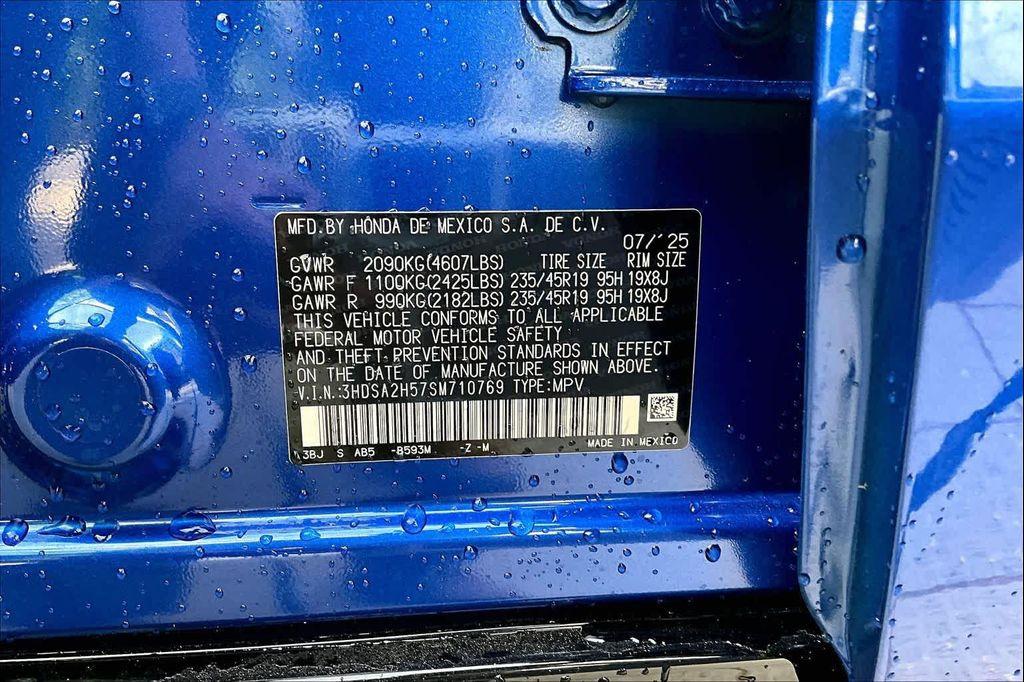 MFD. BY HONDA DE MEXICO S.A. DE C.V.
07/'25
GVWR 2090KG(4607LBS) TIRE SIZE RIM SIZE
GAWR F 1100KG(2425LBS) 235/45R19 95H 19X8J
GAWR R 990KG(2182LBS) 235/45R19 95H 19X8J
THIS VEHICLE CONFORMS TO ALL APPLICABLE
FEDERAL MOTOR VEHICLE SAFETY
AND THEFT PREVENTION STANDARDS IN EFFECT
ON THE DATE OF MANUFACTURE SHOWN ABOVE.
V.I.N.:3HDSA2H57SM710769 TYPE:MPV
3BJ S AB5 -B593M -Z -M MADE IN MEXICO